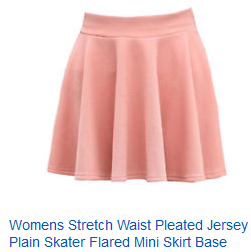 Womens Stretch Waist Pleated Jersey
Plain Skater Flared Mini Skirt Base